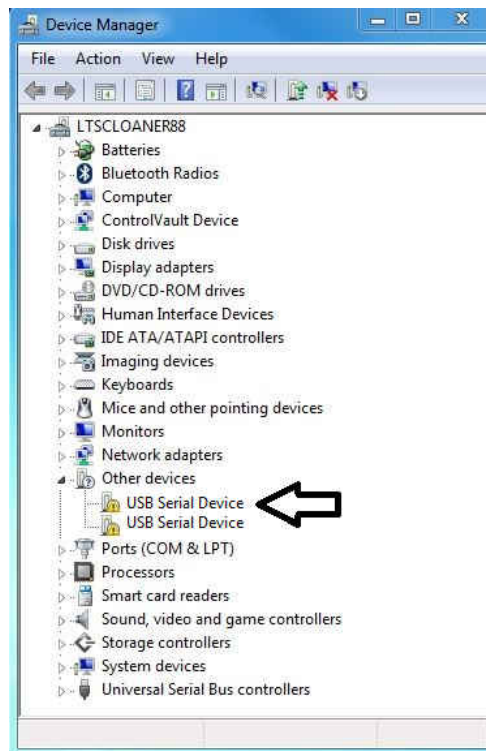 Device Manager
File Action View Help
LTSCLOANER88
Batteries
Bluetooth Radios
Computer
ControlVault Device
Disk drives
Display adapters
DVD/CD-ROM drives
Human Interface Devices
IDE ATA/ATAPI controllers
Imaging devices
Keyboards
Mice and other pointing devices
Monitors
Network adapters
Other devices
USB Serial Device
USB Serial Device
Ports (COM & LPT)
Processors
Smart card readers
Sound, video and game controllers
Storage controllers
System devices
Universal Serial Bus controllers